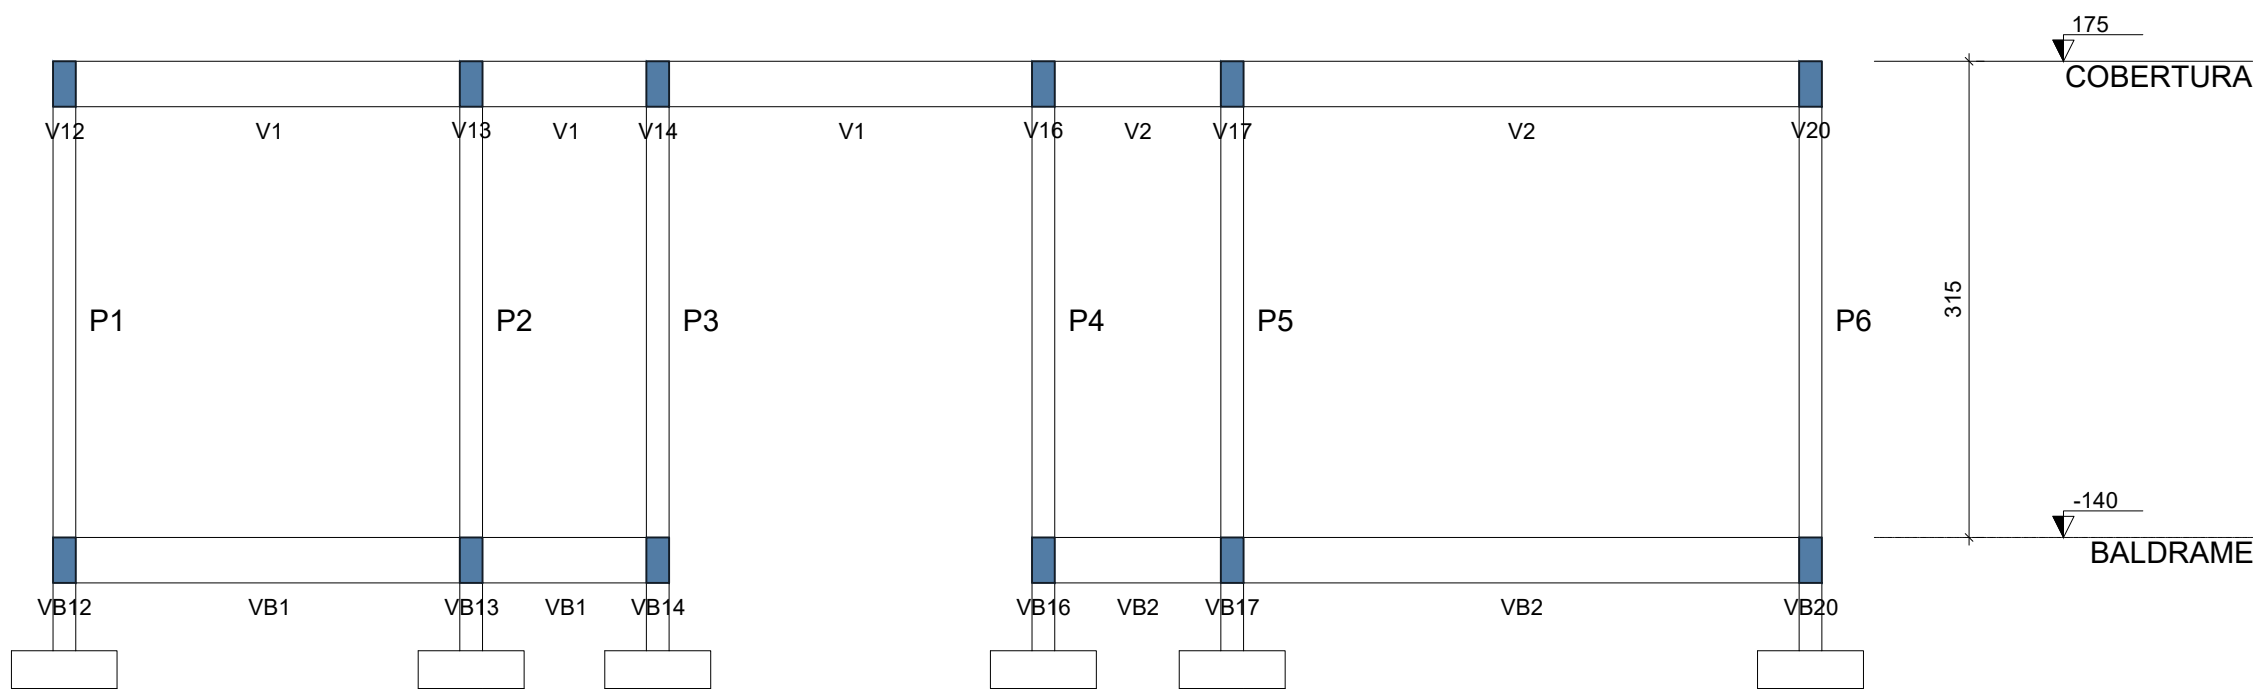 175
COBERTURA
V12 V1 V13 V1 V14 V1 V16 V2 V17 V2 V20
P1 P2 P3 P4 P5 P6
315
-140
BALDRAME
VB12 VB1 VB13 VB1 VB14 VB16 VB2 VB17 VB2 VB20